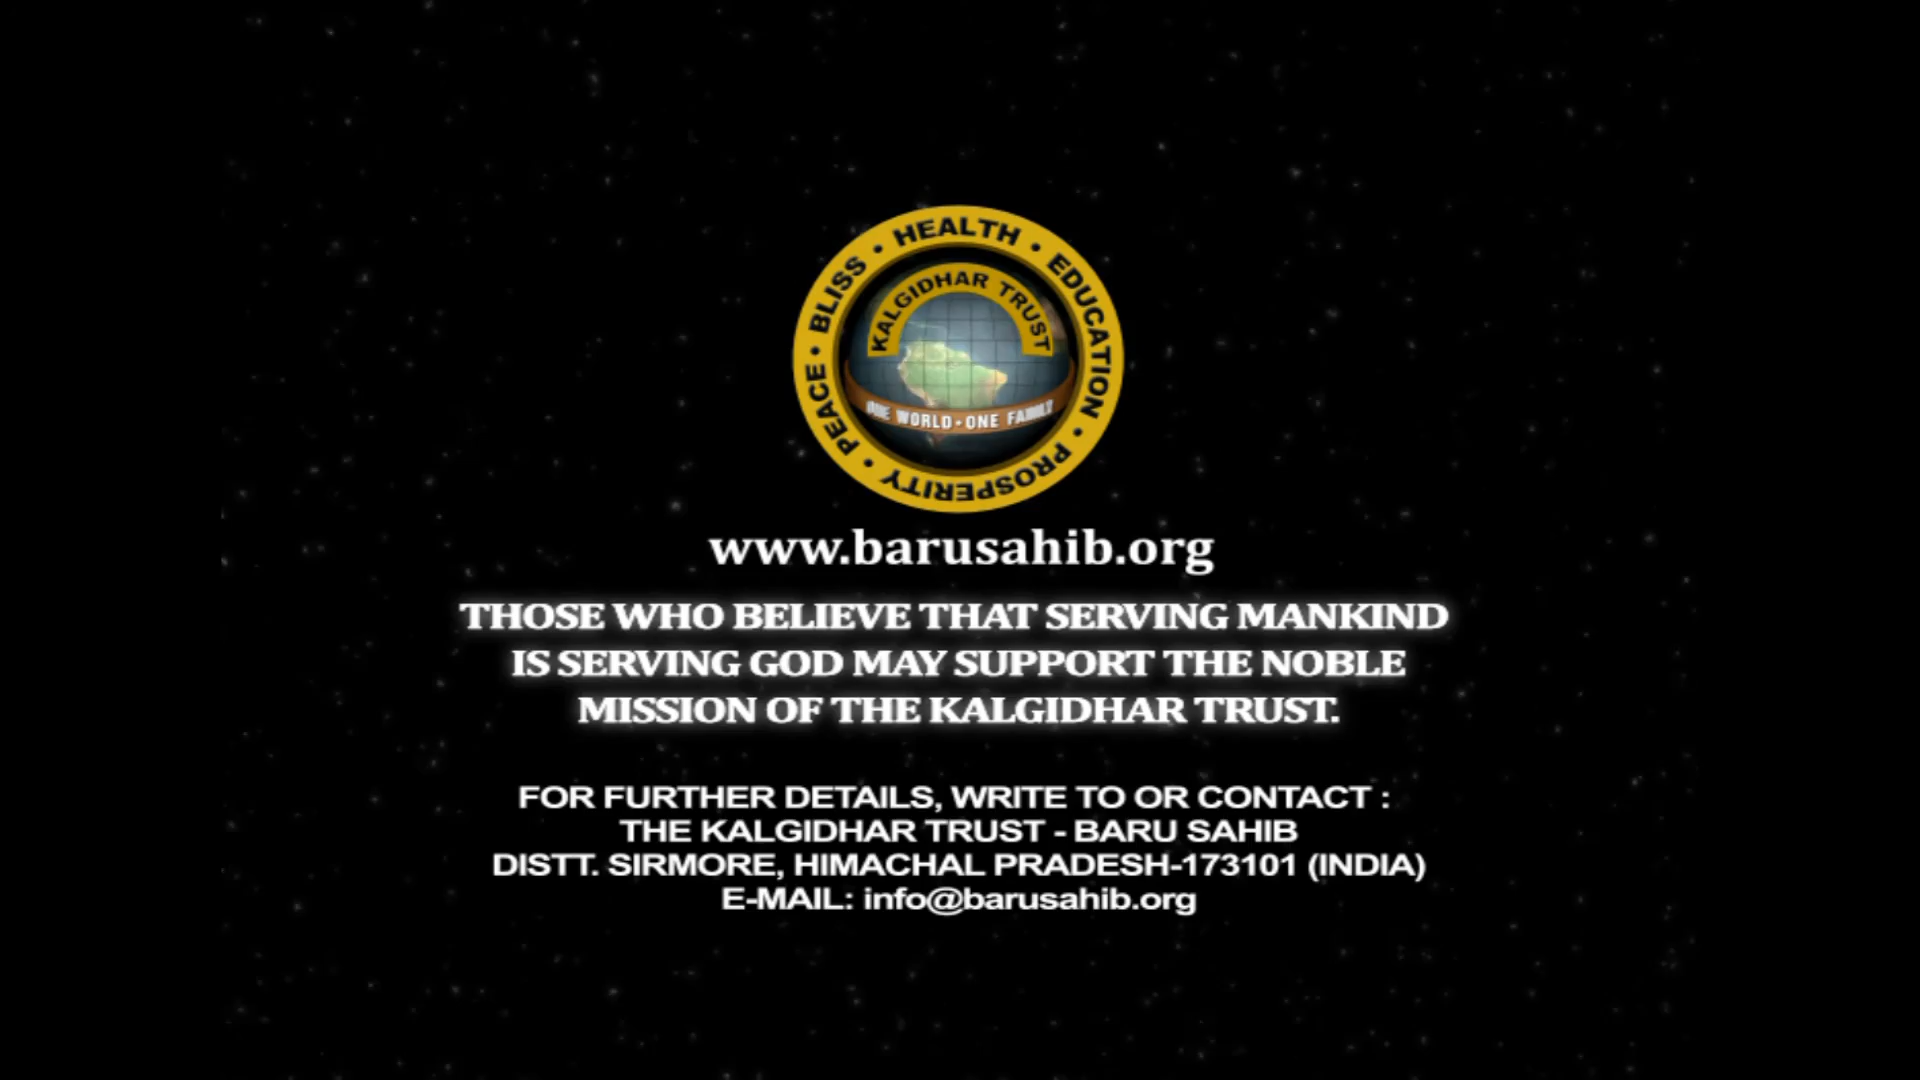 • HEALTH • EDUCATION • PROSPERITY • PEACE • BLISS
KALGIDHAR TRUST
ONE WORLD • ONE FAMILY
www.barusahib.org
THOSE WHO BELIEVE THAT SERVING MANKIND
IS SERVING GOD MAY SUPPORT THE NOBLE
MISSION OF THE KALGIDHAR TRUST.
FOR FURTHER DETAILS, WRITE TO OR CONTACT :
THE KALGIDHAR TRUST - BARU SAHIB
DISTT. SIRMORE, HIMACHAL PRADESH-173101 (INDIA)
E-MAIL: info@barusahib.org